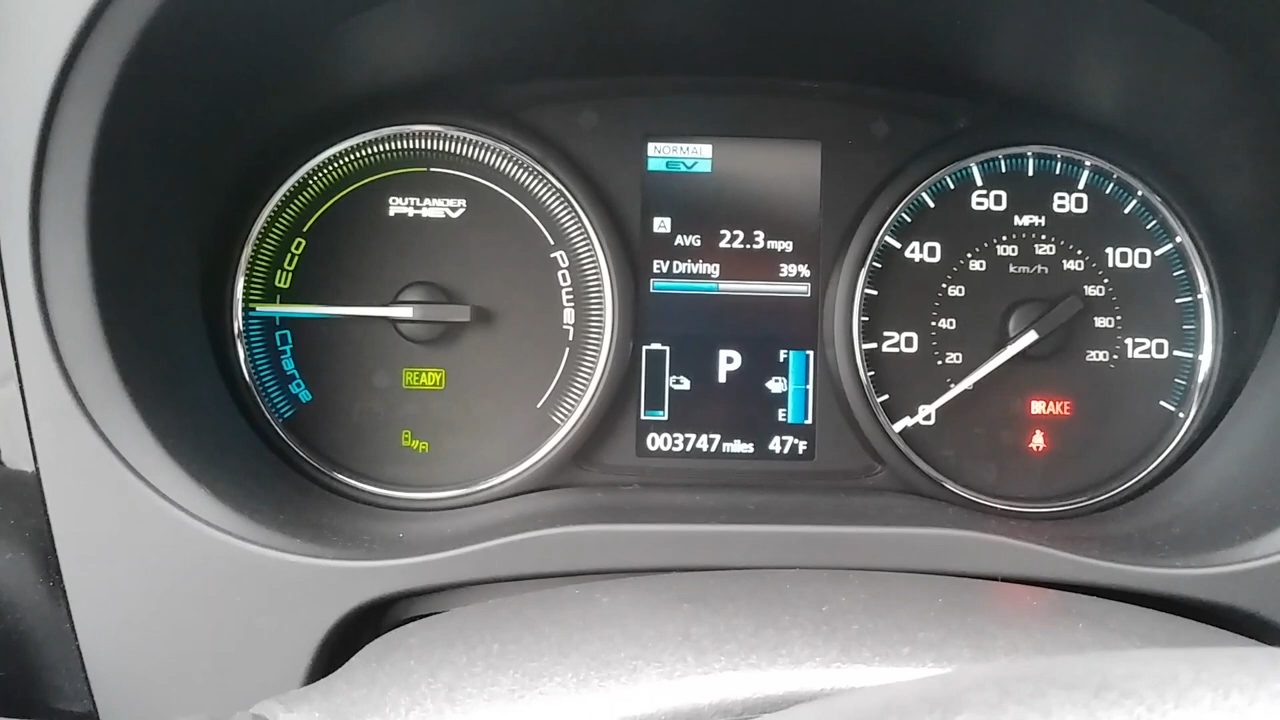 OUTLANDER
PHEV
Eco
Charge
Power
READY
A
NORMAL
EV
A
AVG 22.3 mpg
EV Driving 39%
P
F
E
003747 miles 47°F
0
20
40
60
80
100
120
MPH
km/h
20
40
60
80
100
120
140
160
180
200
BRAKE